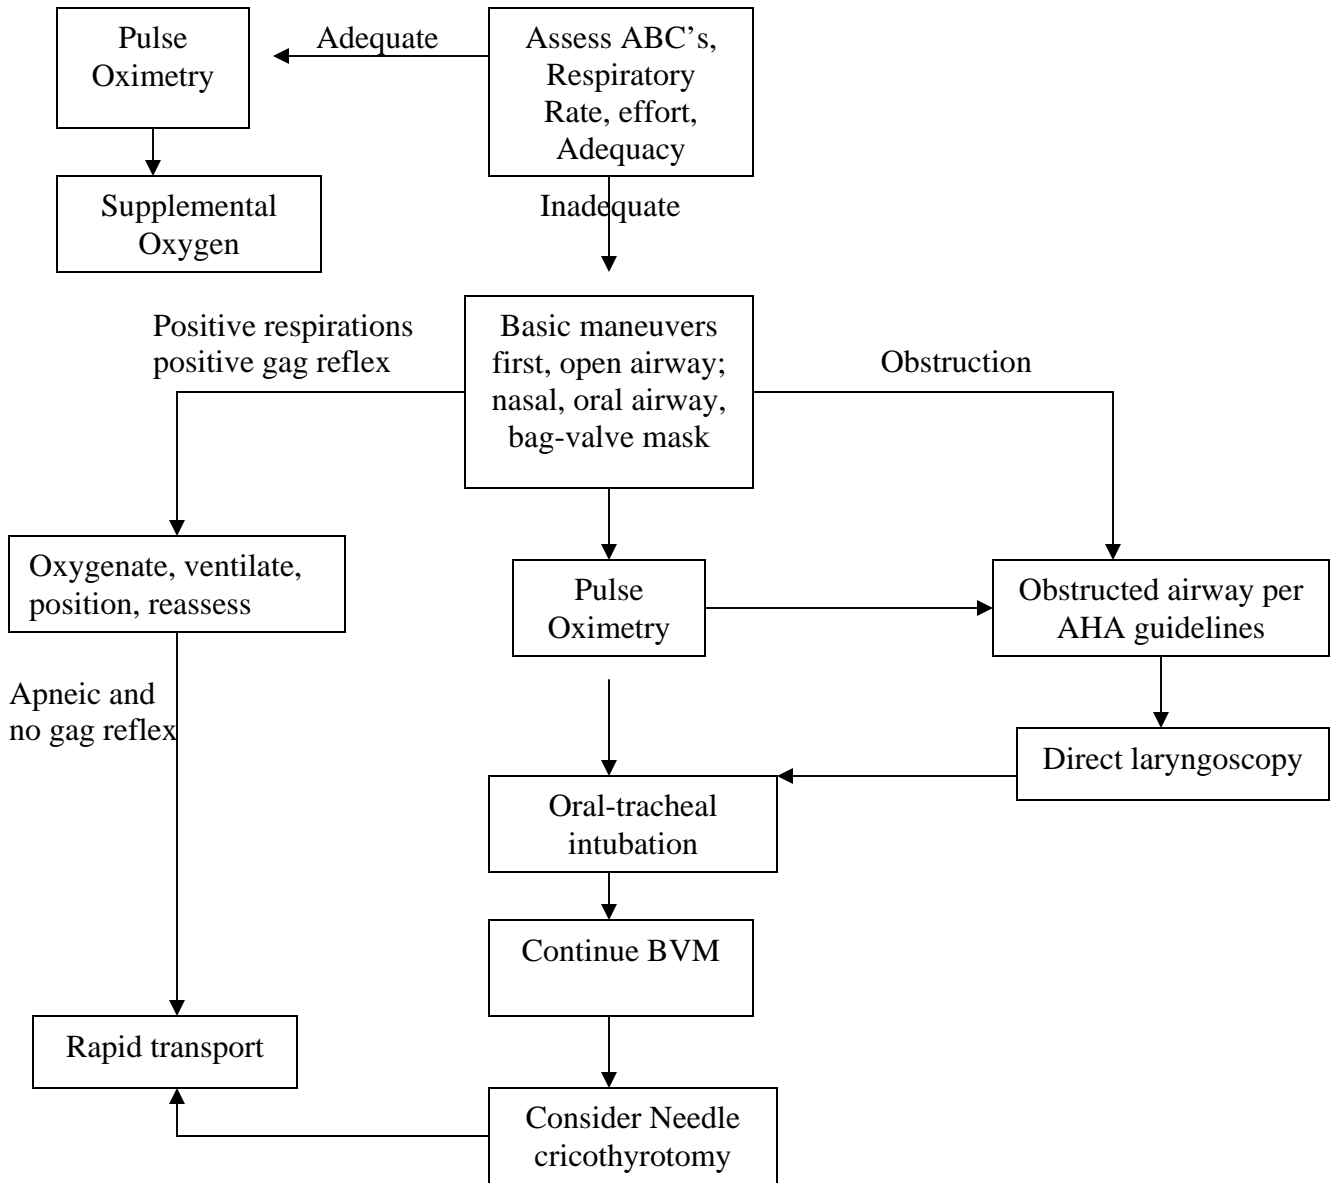 Pulse
Oximetry
Adequate
Assess ABC’s,
Respiratory
Rate, effort,
Adequacy
Supplemental
Oxygen
Inadequate
Positive respirations
positive gag reflex
Basic maneuvers
first, open airway;
nasal, oral airway,
bag-valve mask
Obstruction
Oxygenate, ventilate,
position, reassess
Pulse
Oximetry
Obstructed airway per
AHA guidelines
Apneic and
no gag reflex
Direct laryngoscopy
Oral-tracheal
intubation
Continue BVM
Rapid transport
Consider Needle
cricothyrotomy